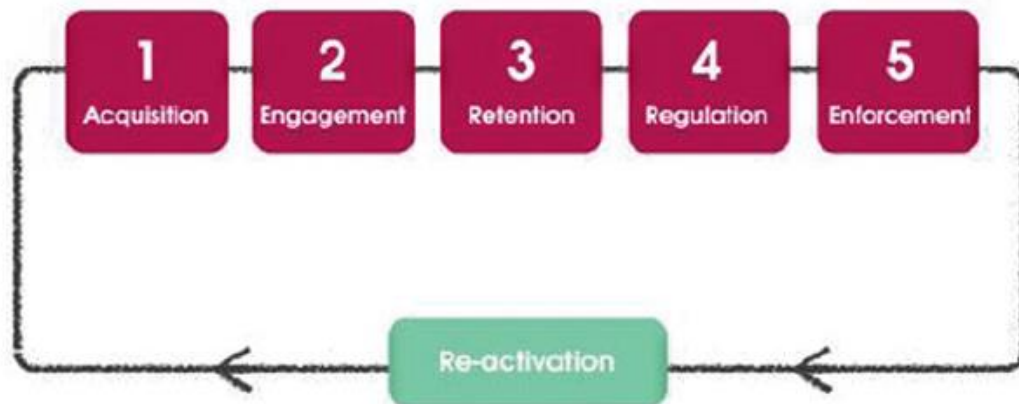 1
Acquisition
2
Engagement
3
Retention
4
Regulation
5
Enforcement
Re-activation